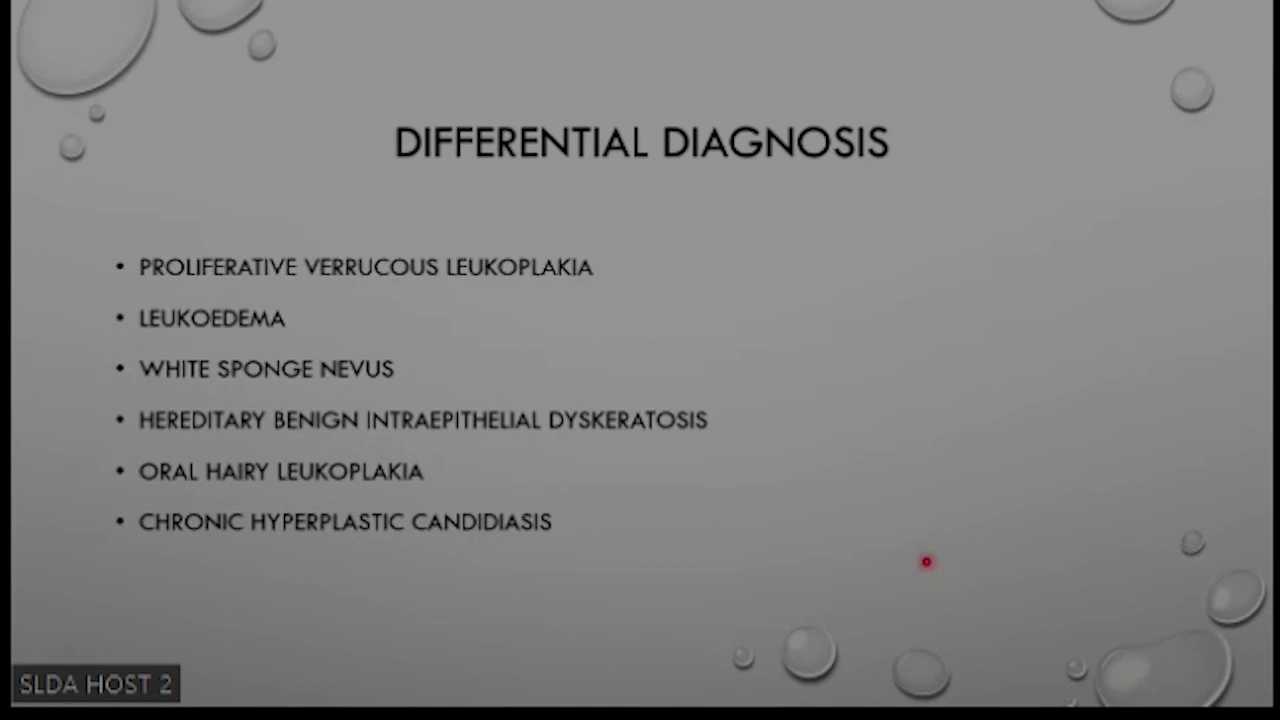 DIFFERENTIAL DIAGNOSIS
• PROLIFERATIVE VERRUCOUS LEUKOPLAKIA
• LEUKOEDEMA
• WHITE SPONGE NEVUS
• HEREDITARY BENIGN INTRAEPITHELIAL DYSKERATOSIS
• ORAL HAIRY LEUKOPLAKIA
• CHRONIC HYPERPLASTIC CANDIDIASIS
SLDA HOST 2